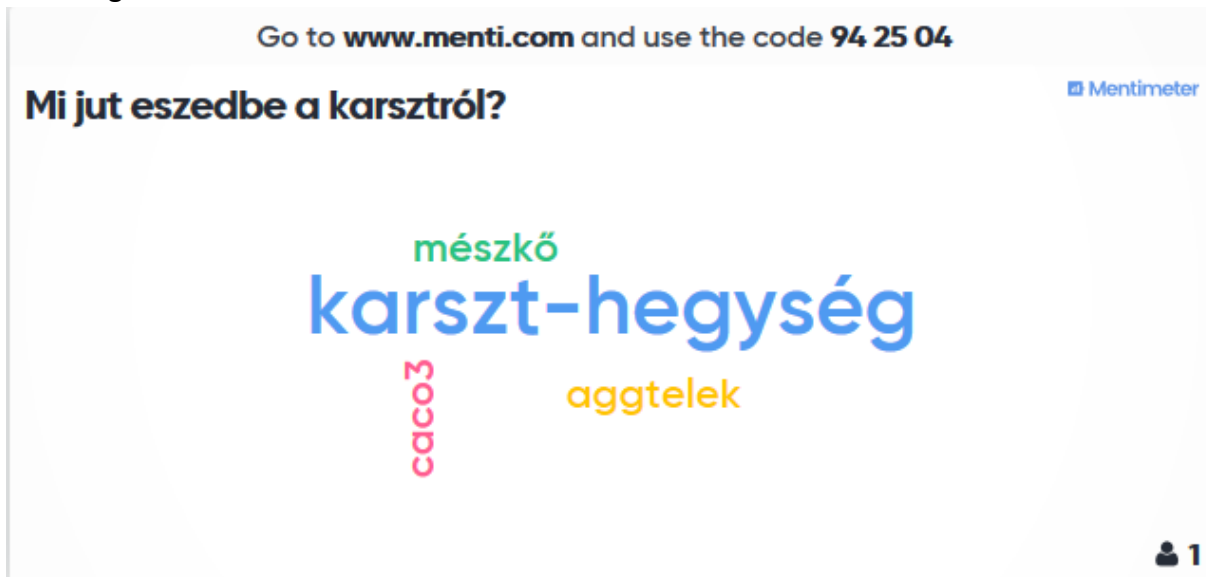 Go to www.menti.com and use the code 94 25 04
Mentimeter
Mi jut eszedbe a karsztról?
mészkő
karszt-hegység
caco3
aggtelek
1